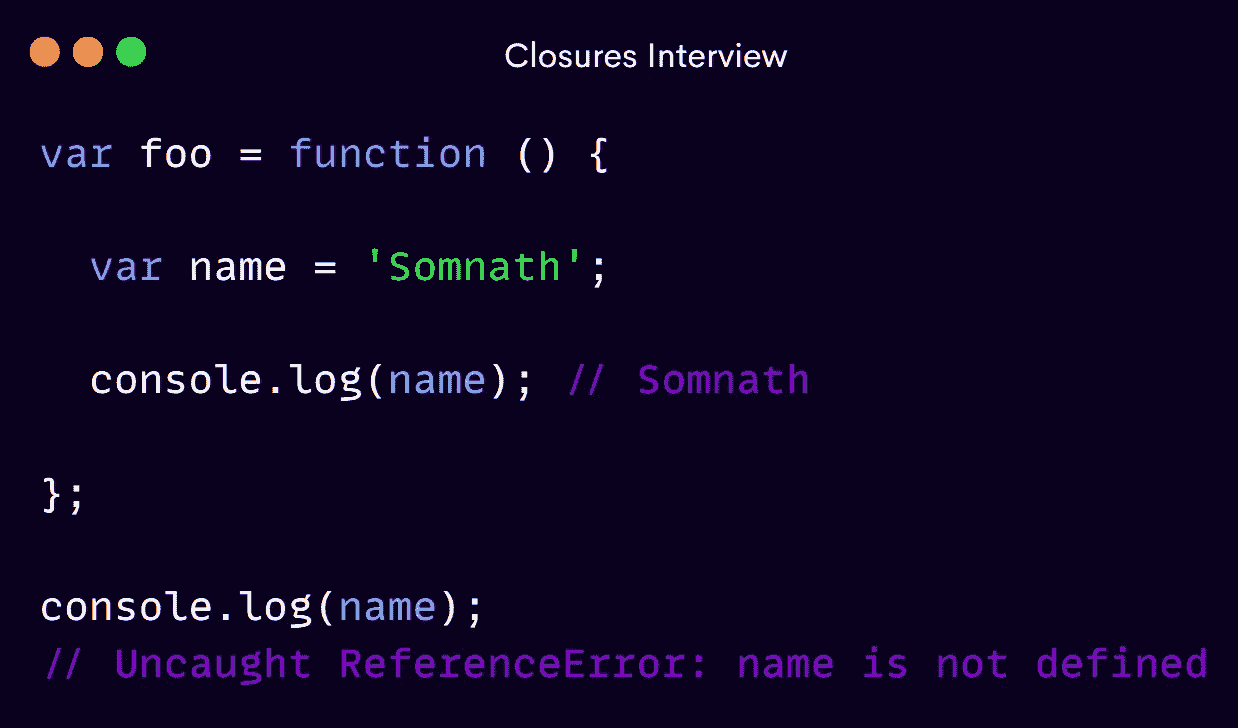 Closures Interview
var foo = function () {
var name = 'Somnath';
console.log(name); // Somnath
};
console.log(name);
// Uncaught ReferenceError: name is not defined